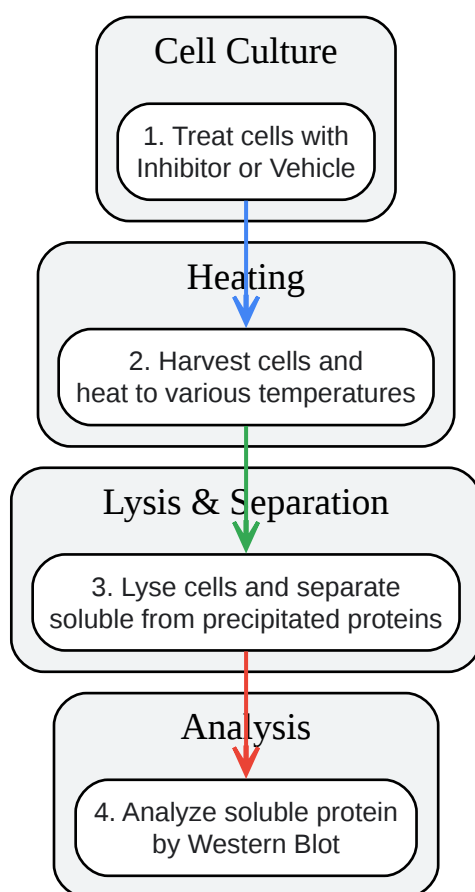 Cell Culture
1. Treat cells with
Inhibitor or Vehicle
Heating
2. Harvest cells and
heat to various temperatures
Lysis & Separation
3. Lyse cells and separate
soluble from precipitated proteins
Analysis
4. Analyze soluble protein
by Western Blot